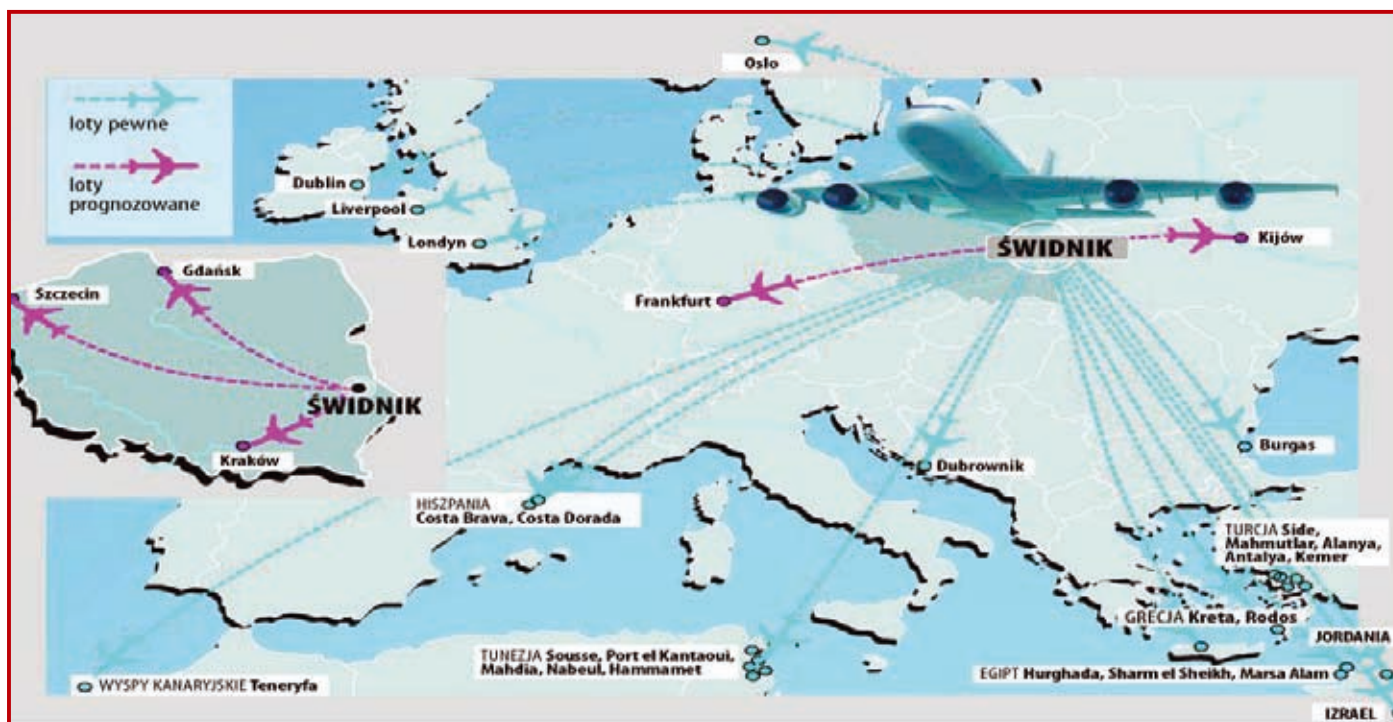 Oslo
loty pewne
loty
prognozowane
Dublin
Liverpool
Londyn
ŚWIDNIK
Kijów
Frankfurt
Gdańsk
Szczecin
ŚWIDNIK
Kraków
Burgas
Dubrownik
HISZPANIA
Costa Brava, Costa Dorada
TURCJA Side,
Mahmutlar, Alanya,
Antalya, Kemer
GRECJA Kreta, Rodos
JORDANIA
TUNEZJA Sousse, Port el Kantaoui,
Mahdia, Nabeul, Hammamet
EGIPT Hurghada, Sharm el Sheikh, Marsa Alam
WYSPY KANARYJSKIE Teneryfa
IZRAEL